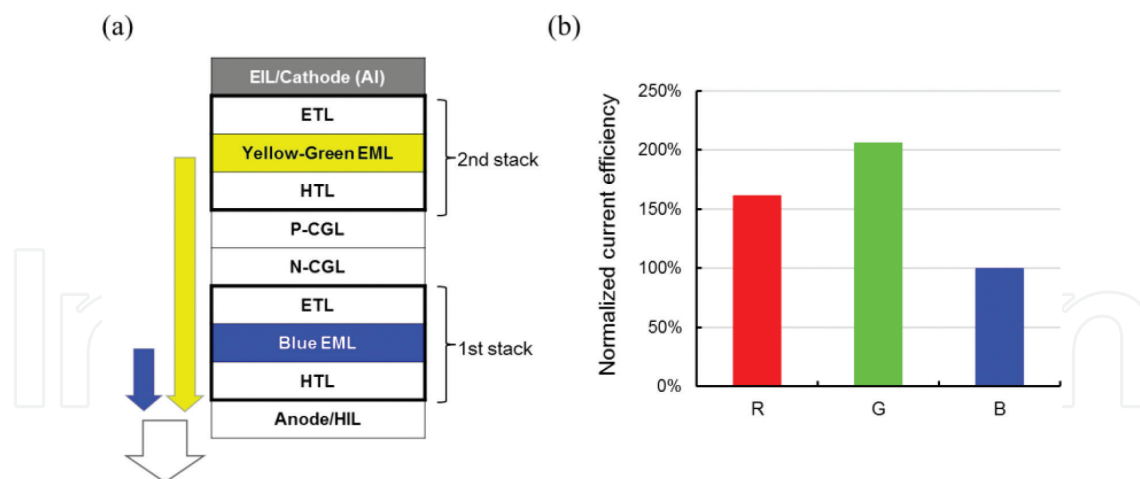 (a)
EIL/Cathode (Al)
ETL
Yellow-Green EML
HTL
2nd stack
P-CGL
N-CGL
ETL
Blue EML
HTL
1st stack
Anode/HIL
(b)
Normalized current efficiency
250%
200%
150%
100%
50%
0%
R G B